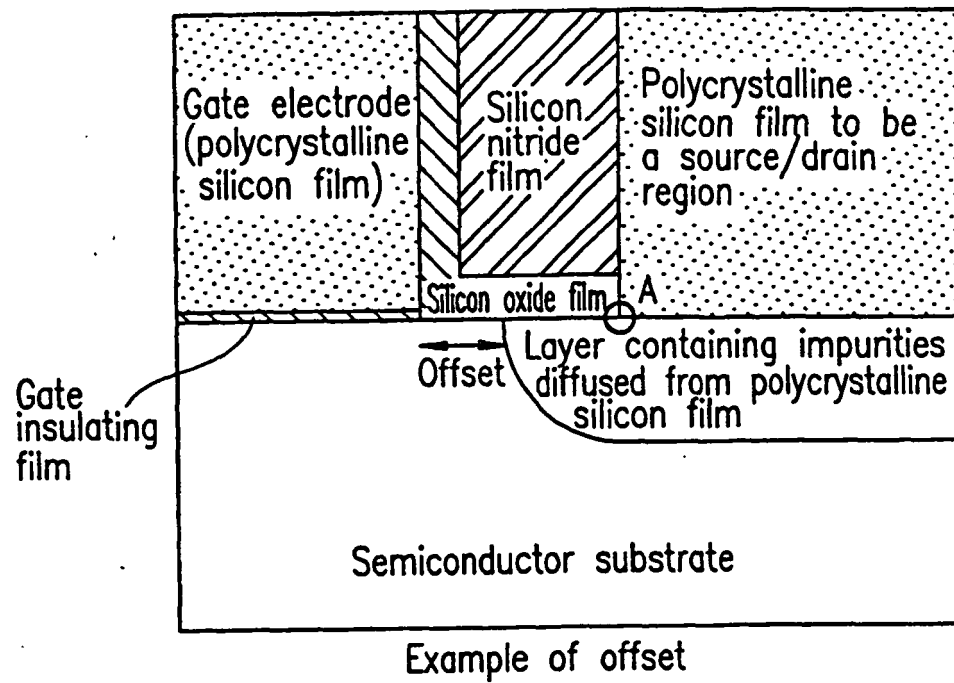 Gate electrode
(polycrystalline
silicon film)
Silicon
nitride
film
Polycrystalline
silicon film to be
a source/drain
region
Silicon oxide film
A
Offset
Layer containing impurities
diffused from polycrystalline
silicon film
Gate
insulating
film
Semiconductor substrate
Example of offset